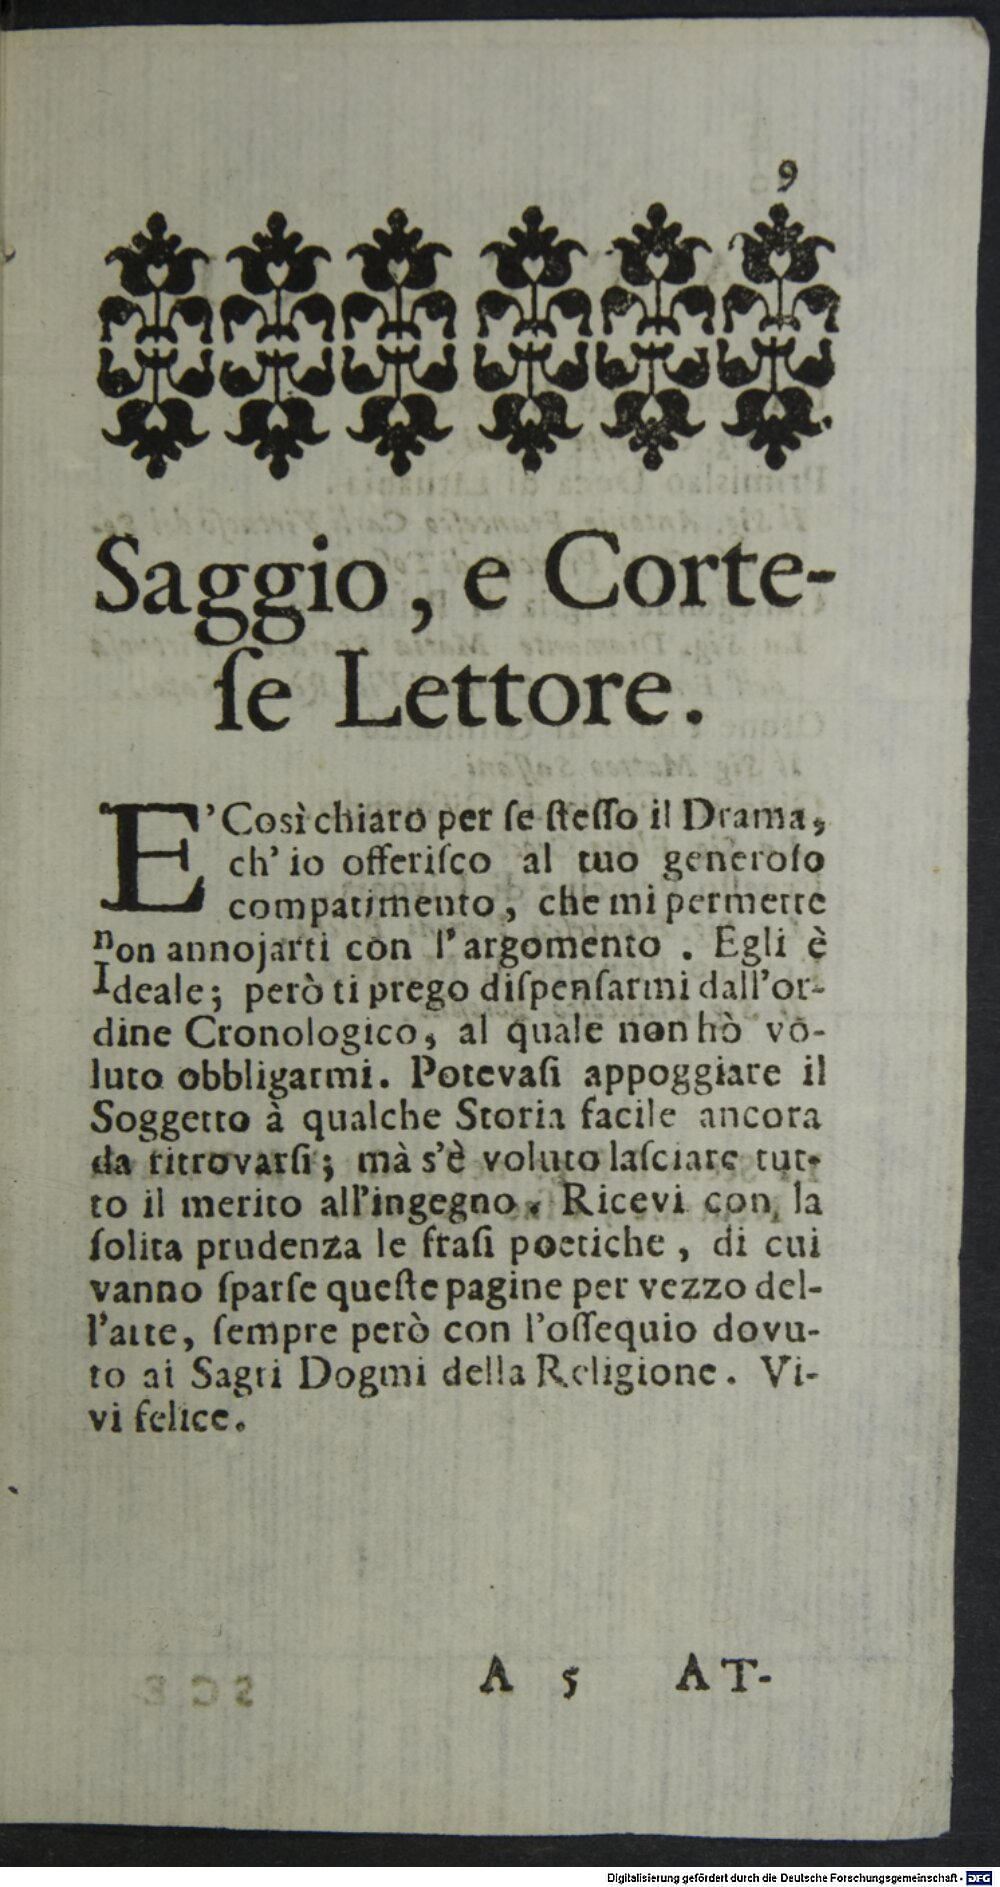 9
Saggio, e Corte-
ſe Lettore.
E' Così chiaro per ſe ſteſſo il Drama,
ch' io offeriſco al tuo generoſo
compatimento, che mi permette
non annojarti con l'argomento. Egli è
Ideale; però ti prego diſpenſarmi dall'or-
dine Cronologico, al quale non hò vo-
luto obbligarmi. Potevaſi appoggiare il
Soggetto à qualche Storia facile ancora
da ritrovarſi; mà s'è voluto laſciare tut-
to il merito all'ingegno. Ricevi con la
ſolita prudenza le fraſi poetiche, di cui
vanno ſparſe queſte pagine per vezzo del-
l'arte, ſempre però con l'oſſequio dovu-
to ai Sagri Dogmi della Religione. Vi-
vi felice.
A 5 AT-
Digitalisierung gefördert durch die Deutsche Forschungsgemeinschaft - DFG